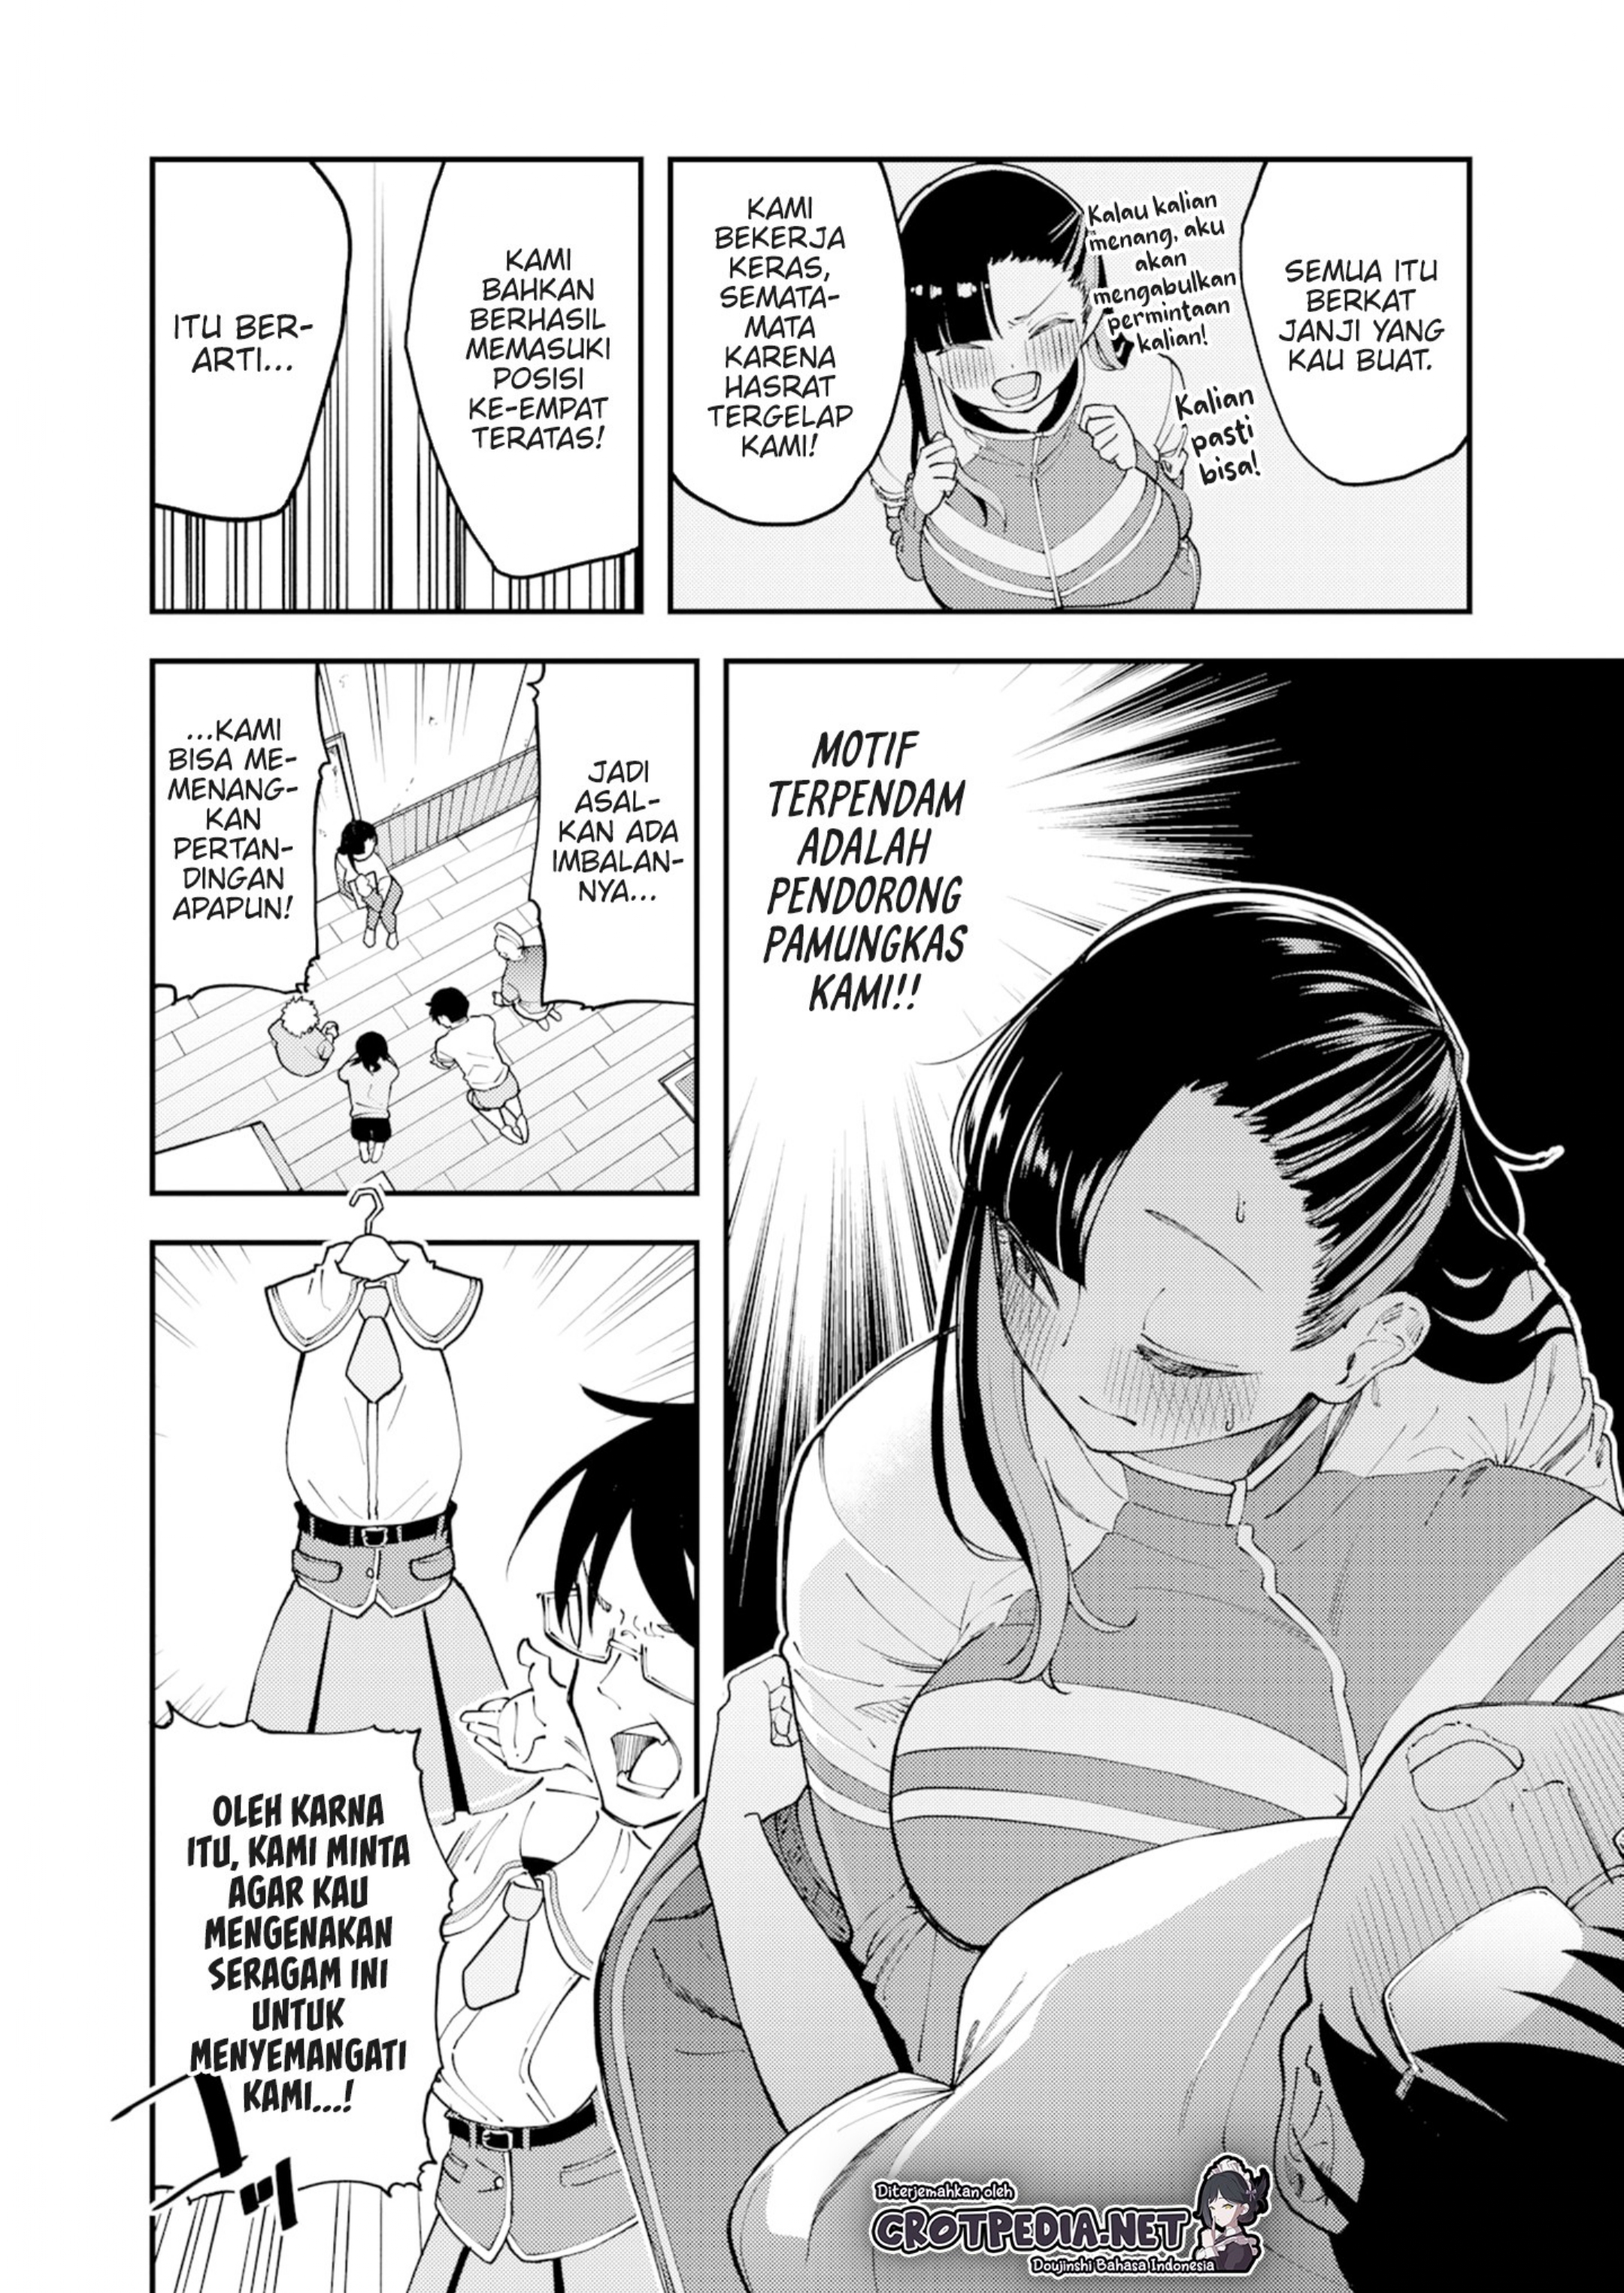 SEMUA ITU
BERKAT
JANJI YANG
KAU BUAT.
Kalau kalian
menang, aku
akan
mengabulkan
permintaan
kalian!
Kalian
pasti
bisa!
KAMI
BEKERJA
KERAS,
SEMATA-
MATA
KARENA
HASRAT
TERGELAP
KAMI!
KAMI
BAHKAN
BERHASIL
MEMASUKI
POSISI
KE-EMPAT
TERATAS!
ITU BER-
ARTI...
MOTIF
TERPENDAM
ADALAH
PENDORONG
PAMUNGKAS
KAMI!!
JADI
ASAL-
KAN ADA
IMBALAN-
NYA...
...KAMI
BISA ME-
MENANG-
KAN
PERTAN-
DINGAN
APAPUN!
OLEH KARNA
ITU, KAMI MINTA
AGAR KAU
MENGENAKAN
SERAGAM INI
UNTUK
MENYEMANGATI
KAMI...!
Diterjemahkan oleh
CROTPEDIA.NET
Doujinshi Bahasa Indonesia